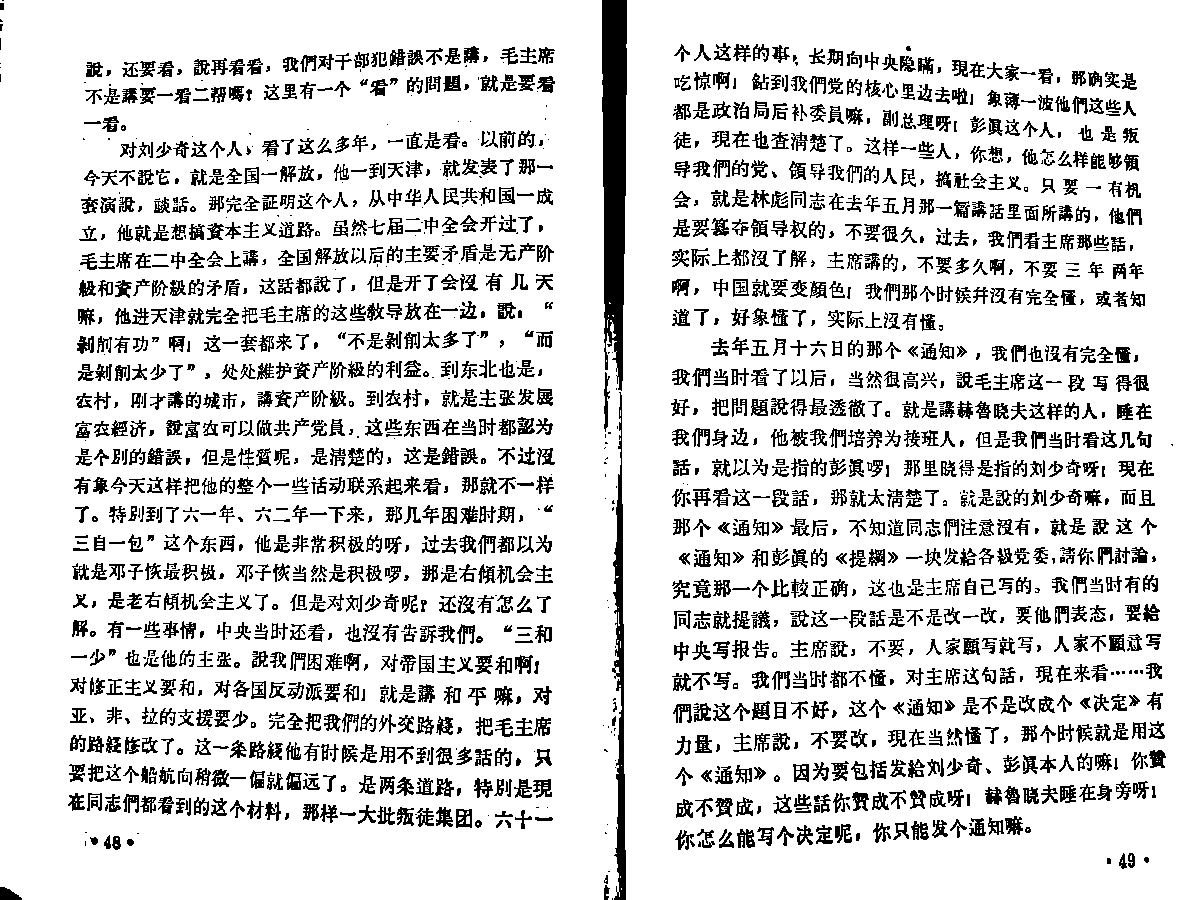 說，还要看，說再看看，我們对干部犯錯誤不是講，毛主席
不是講要一看二帮嗎！这里有一个“看”的問題，就是要看
一看。
对刘少奇这个人，看了这么多年，一直是看。以前的，
今天不說它，就是全国一解放，他一到天津，就发表了那一
套演說，談話。那完全証明这个人，从中华人民共和国一成
立，他就是想搞資本主义道路。虽然七届二中全会开过了，
毛主席在二中全会上講，全国解放以后的主要矛盾是无产阶
級和資产阶級的矛盾，这話都說了，但是开了会沒有几天
嘛，他进天津就完全把毛主席的这些敎导放在一边，說：“
剝削有功”啊！这一套都来了，“不是剝削太多了”，“而
是剝削太少了”，处处維护資产阶級的利益。到东北也是，
农村，刚才講的城市，講資产阶級。到农村，就是主张发展
富农經济，說富农可以做共产党員，这些东西在当时都認为
是个別的錯誤，但是性質呢，是清楚的，这是錯誤。不过沒
有象今天这样把他的整个一些活动联系起来看，那就不一样
了。特別到了六一年、六二年一下来，那几年困难时期，“
三自一包”这个东西，他是非常积极的呀，过去我們都以为
就是邓子恢最积极，邓子恢当然是积极啰，那是右傾机会主
义，是老右傾机会主义了。但是对刘少奇呢？还沒有怎么了
解。有一些事情，中央当时还看，也沒有告訴我們。“三和
一少”也是他的主张。說我們困难啊，对帝国主义要和啊！
对修正主义要和，对各国反动派要和！就是講和平嘛，对
亚、非、拉的支援要少。完全把我們的外交路綫，把毛主席
的路綫修改了。这一条路綫他有时候是用不到很多話的，只
要把这个船航向稍微一偏就偏远了。是两条道路，特別是現
在同志們都看到的这个材料，那样一大批叛徒集团。六十一
·48·
个人这样的事，长期向中央隐瞞，現在大家一看，那确实是
吃惊啊！鉆到我們党的核心里边去啦！象薄一波他們这些人
都是政治局后补委員嘛，副总理呀！彭眞这个人，也是叛
徒，現在也查清楚了。这样一些人，你想，他怎么样能够領
导我們的党、領导我們的人民，搞社会主义。只要一有机
会，就是林彪同志在去年五月那一篇講話里面所講的，他們
是要篡夺領导权的，不要很久，过去，我們看主席那些話，
实际上都沒了解，主席講的，不要多久啊，不要三年两年
啊，中国就要变顏色！我們那个时候幷沒有完全懂，或者知
道了，好象懂了，实际上沒有懂。
去年五月十六日的那个《通知》，我們也沒有完全懂，
我們当时看了以后，当然很高兴，說毛主席这一段写得很
好，把問題說得最透徹了。就是講赫魯晓夫这样的人，睡在
我們身边，他被我們培养为接班人，但是我們当时看这几句
話，就以为是指的彭眞啰！那里晓得是指的刘少奇呀！現在
你再看这一段話，那就太清楚了。就是說的刘少奇嘛，而且
那个《通知》最后，不知道同志們注意沒有，就是說这个
《通知》和彭眞的《提綱》一块发給各級党委，請你們討論，
究竟那一个比較正确，这也是主席自己写的。我們当时有的
同志就提議，說这一段話是不是改一改，要他們表态，要給
中央写报告。主席說，不要，人家願写就写，人家不願意写
就不写。我們当时都不懂，对主席这句話，現在来看……我
們說这个題目不好，这个《通知》是不是改成个《决定》有
力量，主席說，不要改，現在当然懂了，那个时候就是用这
个《通知》。因为要包括发給刘少奇、彭眞本人的嘛！你贊
成不贊成，这些話你贊成不贊成呀！赫魯晓夫睡在身旁呀！
你怎么能写个决定呢，你只能发个通知嘛。
·49·